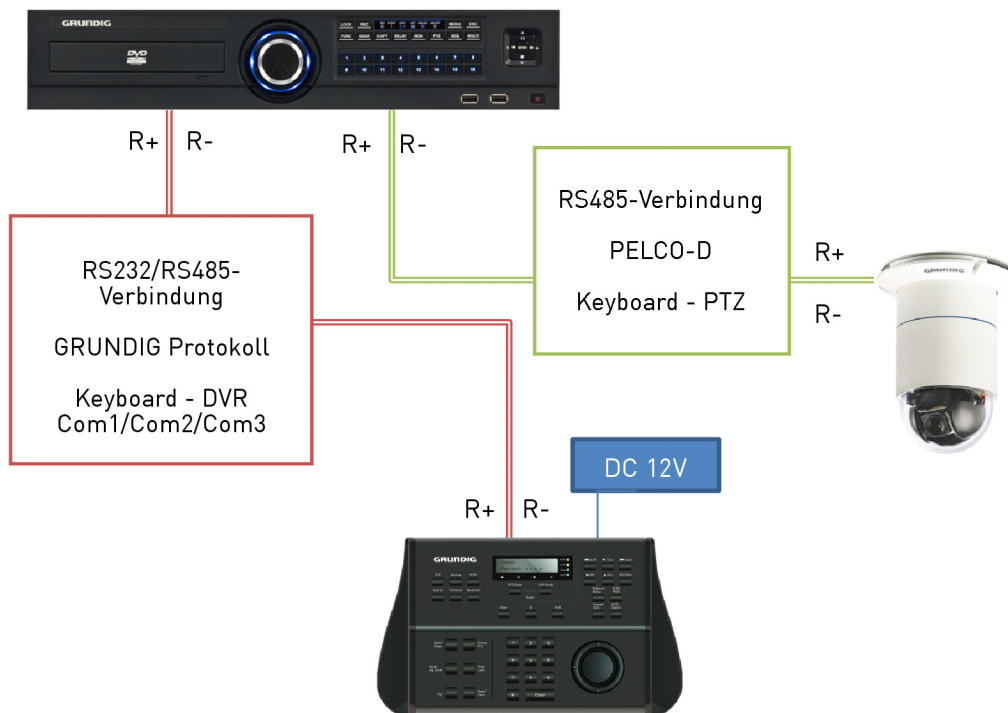 GRUNDIG
LOCK REC MENU ESC
FUNC SEAR COPY RELAY MON PTZ SEQ MULTI
1 2 3 4 5 6 7 8
9 10 11 12 13 14 15 16
DVD
R+ R-
R+ R-
RS485-Verbindung
PELCO-D
Keyboard - PTZ
R+
R-
GRUNDIG
RS232/RS485-
Verbindung
GRUNDIG Protokoll
Keyboard - DVR
Com1/Com2/Com3
DC 12V
R+ R-
GRUNDIG
Enter